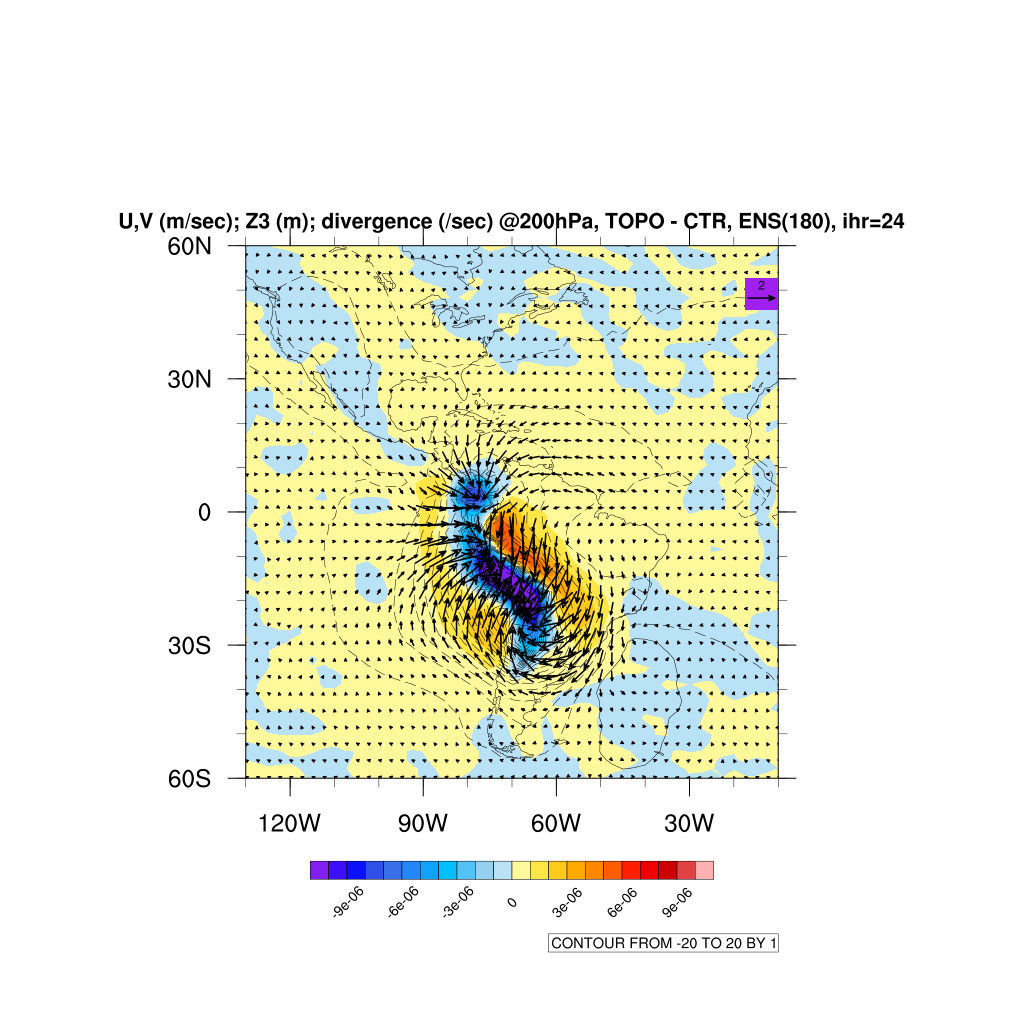 U,V (m/sec); Z3 (m); divergence (/sec) @200hPa, TOPO - CTR, ENS(180), ihr=24
60N
2
30N
0
30S
60S
120W 90W 60W 30W
-9e-06 -6e-06 -3e-06 0 3e-06 6e-06 9e-06
CONTOUR FROM -20 TO 20 BY 1